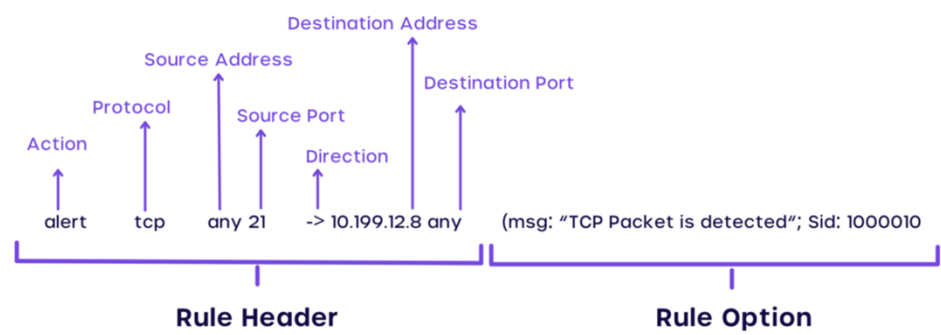 Destination Address
Source Address
Destination Port
Protocol
Source Port
Action
Direction
alert tcp any 21 -> 10.199.12.8 any (msg: “TCP Packet is detected“; Sid: 1000010
Rule Header Rule Option